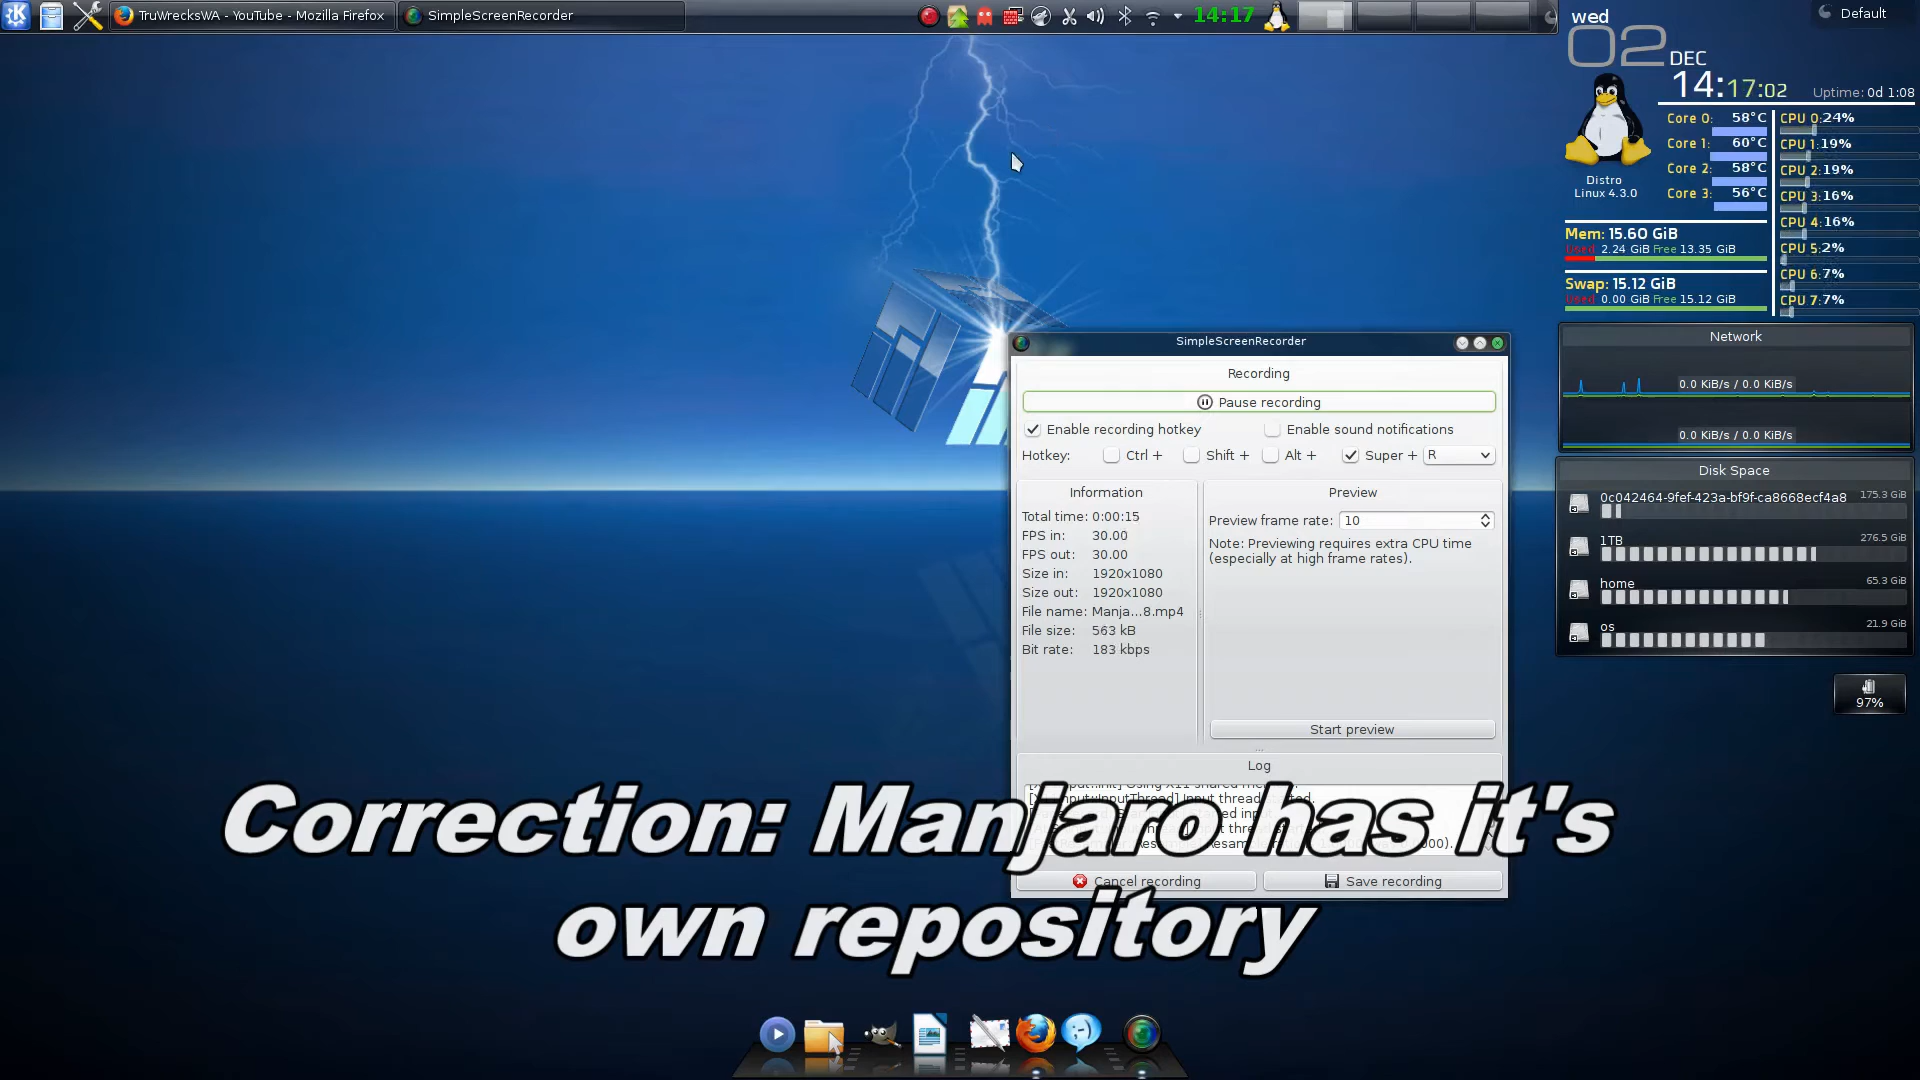 TruWrecksWA - YouTube - Mozilla Firefox
SimpleScreenRecorder
14:17
wed
02 DEC
14:17:02
Uptime: 0d 1:08
Default
Distro
Linux 4.3.0
Core 0: 58°C
Core 1: 60°C
Core 2: 58°C
Core 3: 56°C
CPU 0:24%
CPU 1:19%
CPU 2:19%
CPU 3:16%
CPU 4:16%
CPU 5:2%
CPU 6:7%
CPU 7:7%
Mem: 15.60 GiB
Used 2.24 GiB Free 13.35 GiB
Swap: 15.12 GiB
Used 0.00 GiB Free 15.12 GiB
Network
0.0 KiB/s / 0.0 KiB/s
0.0 KiB/s / 0.0 KiB/s
Disk Space
0c042464-9fef-423a-bf9f-ca8668ecf4a8 175.3 GiB
1TB 276.5 GiB
home 65.3 GiB
os 21.9 GiB
97%
SimpleScreenRecorder
Recording
Pause recording
Enable recording hotkey
Enable sound notifications
Hotkey: Ctrl + Shift + Alt + Super + R
Information
Total time: 0:00:15
FPS in: 30.00
FPS out: 30.00
Size in: 1920x1080
Size out: 1920x1080
File name: Manja...8.mp4
File size: 563 kB
Bit rate: 183 kbps
Preview
Preview frame rate: 10
Note: Previewing requires extra CPU time
(especially at high frame rates).
Start preview
Log
Cancel recording
Save recording
Correction: Manjaro has it's
own repository